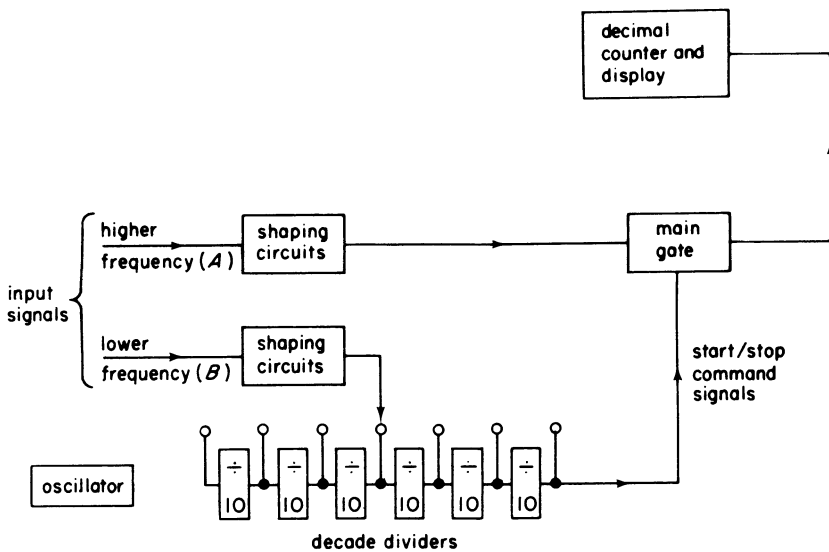 decimal
counter and
display
higher
frequency (A)
shaping
circuits
main
gate
input
signals
lower
frequency (B)
shaping
circuits
start/stop
command
signals
oscillator
÷ ÷ ÷ ÷ ÷ ÷
10 10 10 10 10 10
decade dividers